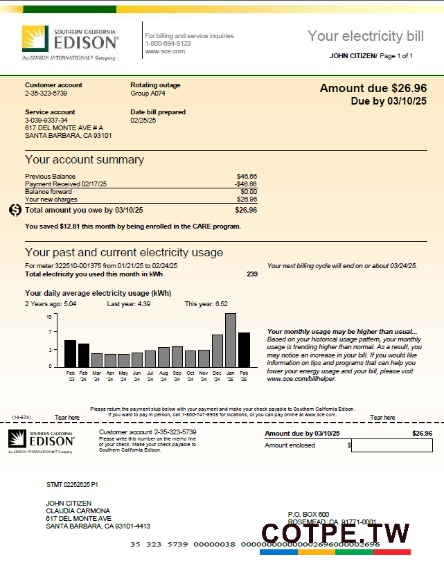 SOUTHERN CALIFORNIA
EDISON®
An EDISON INTERNATIONAL® Company
For billing and service inquiries
1-800-684-8123
www.sce.com
Your electricity bill
JOHN CITIZEN/ Page 1 of 1
Customer account
2-35-323-5739
Rotating outage
Group A074
Amount due $26.96
Due by 03/10/25
Service account
3-039-9337-34
617 DEL MONTE AVE # A
SANTA BARBARA, CA 93101
Date bill prepared
02/25/25
Your account summary
Previous Balance $46.66
Payment Received 02/17/25 -$46.66
Balance forward $0.00
Your new charges $26.96
Total amount you owe by 03/10/25 $26.96
You saved $12.81 this month by being enrolled in the CARE program.
Your past and current electricity usage
For meter 322510-001375 from 01/21/25 to 02/24/25
Total electricity you used this month in kWh 239
Your next billing cycle will end on or about 03/24/25.
Your daily average electricity usage (kWh)
2 Years ago: 5.04 Last year: 4.39 This year: 6.52
10
7
3
0
Feb Feb Mar Apr May Jun Jul Aug Sep Oct Nov Dec Jan Feb
'23 '24 '24 '24 '24 '24 '24 '24 '24 '24 '24 '24 '25 '25
Your monthly usage may be higher than usual...
Based on your historical usage pattern, your monthly
usage is trending higher than normal. As a result, you
may notice an increase in your bill. If you would like
information on tips and programs that can help you
lower your energy usage and your bill, please visit
www.sce.com/billhelper.
Please return the payment stub below with your payment and make your check payable to Southern California Edison.
If you want to pay in person, call 1-800-747-8908 for locations, or you can pay online at www.sce.com.
(14-574) Tear here Tear here
SOUTHERN CALIFORNIA
EDISON
An EDISON INTERNATIONAL® Company
Customer account 2-35-323-5739
Please write this number on the memo line
of your check. Make your check payable to
Southern California Edison.
Amount due by 03/10/25 $26.96
Amount enclosed $
STMT 02252525 P1
JOHN CITIZEN
CLAUDIA CARMONA
617 DEL MONTE AVE
SANTA BARBARA, CA 93101-4413
P.O. BOX 600
ROSEMEAD, CA 91771-0001
COTPE.TW